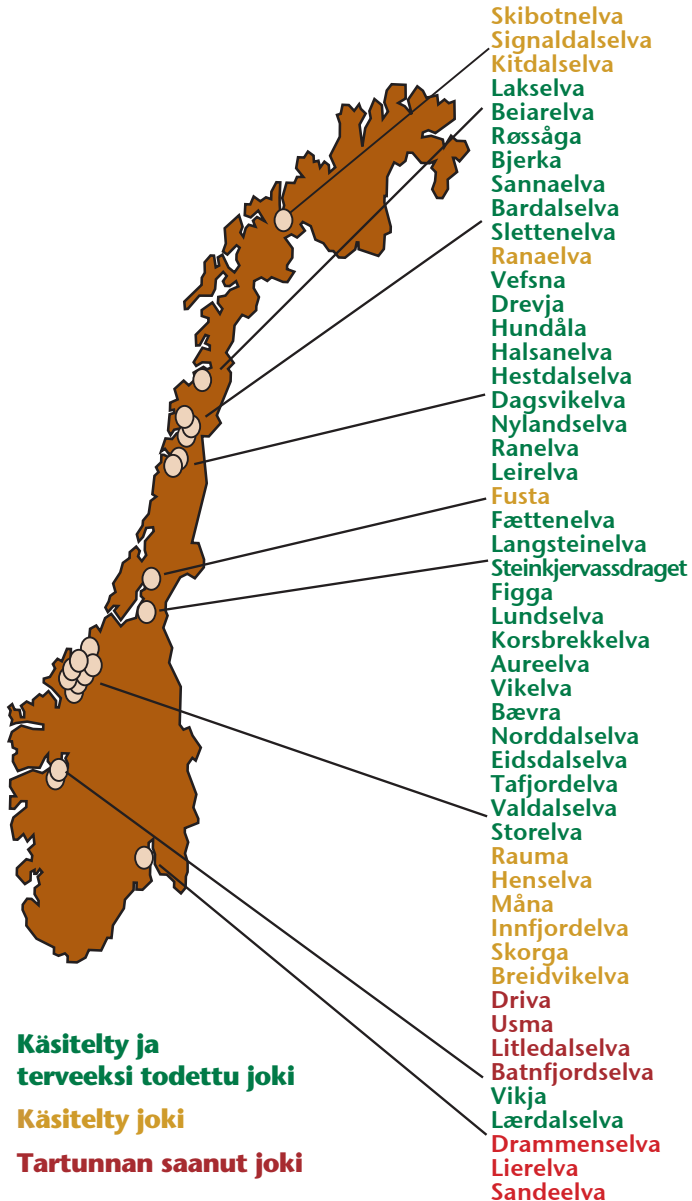 Skibotnelva
Signaldalselva
Kitdalselva
Lakselva
Beiarelva
Røssåga
Bjerka
Sannaelva
Bardalselva
Slettenelva
Ranaelva
Vefsna
Drevja
Hundåla
Halsanelva
Hestdalselva
Dagsvikelva
Nylandselva
Ranelva
Leirelva
Fusta
Fættenelva
Langsteinelva
Steinkjervassdraget
Figga
Lundselva
Korsbrekkelva
Aureelva
Vikelva
Bævra
Norddalselva
Eidsdalselva
Tafjordelva
Valdalselva
Storelva
Rauma
Henselva
Måna
Innfjordelva
Skorga
Breidvikelva
Driva
Usma
Litledalselva
Batnfjordselva
Vikja
Lærdalselva
Drammenselva
Lierelva
Sandeelva
Käsitelty ja
terveeksi todettu joki
Käsitelty joki
Tartunnan saanut joki